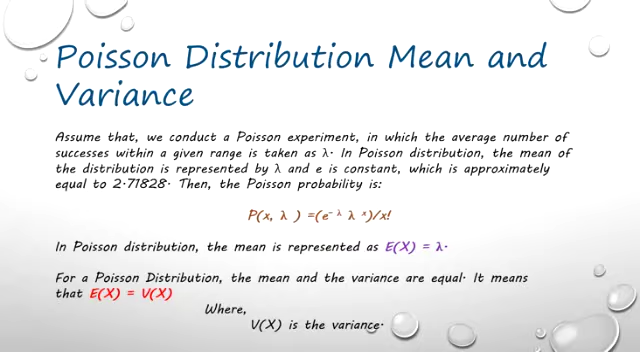 Poisson Distribution Mean and
Variance
Assume that, we conduct a Poisson experiment, in which the average number of
successes within a given range is taken as λ. In Poisson distribution, the mean of
the distribution is represented by λ and e is constant, which is approximately
equal to 2.71828. Then, the Poisson probability is:
P(x, λ ) =(e⁻ ^λ λ ^x)/x!
In Poisson distribution, the mean is represented as E(X) = λ.
For a Poisson Distribution, the mean and the variance are equal. It means
that E(X) = V(X)
Where,
V(X) is the variance.